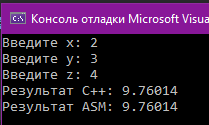 Консоль отладки Microsoft Visua
Введите x: 2
Введите y: 3
Введите z: 4
Результат C++: 9.76014
Результат ASM: 9.76014